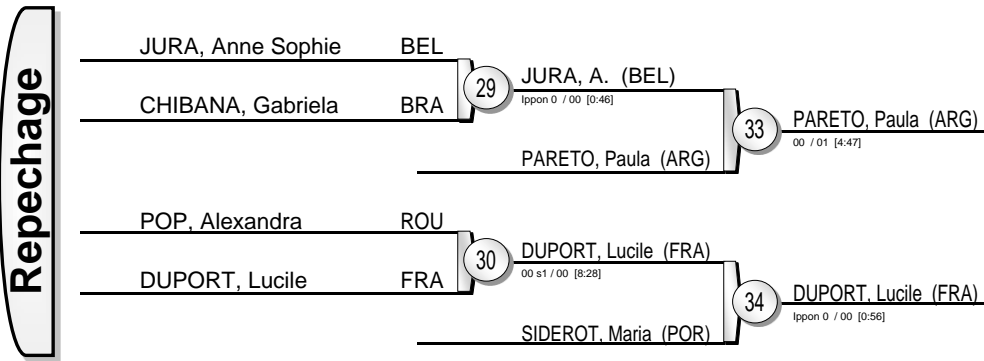 Repechage
JURA, Anne Sophie BEL
CHIBANA, Gabriela BRA
29
JURA, A. (BEL)
Ippon 0 / 00 [0:46]
PARETO, Paula (ARG)
33
PARETO, Paula (ARG)
00 / 01 [4:47]
POP, Alexandra ROU
DUPORT, Lucile FRA
30
DUPORT, Lucile (FRA)
00 s1 / 00 [8:28]
SIDEROT, Maria (POR)
34
DUPORT, Lucile (FRA)
Ippon 0 / 00 [0:56]